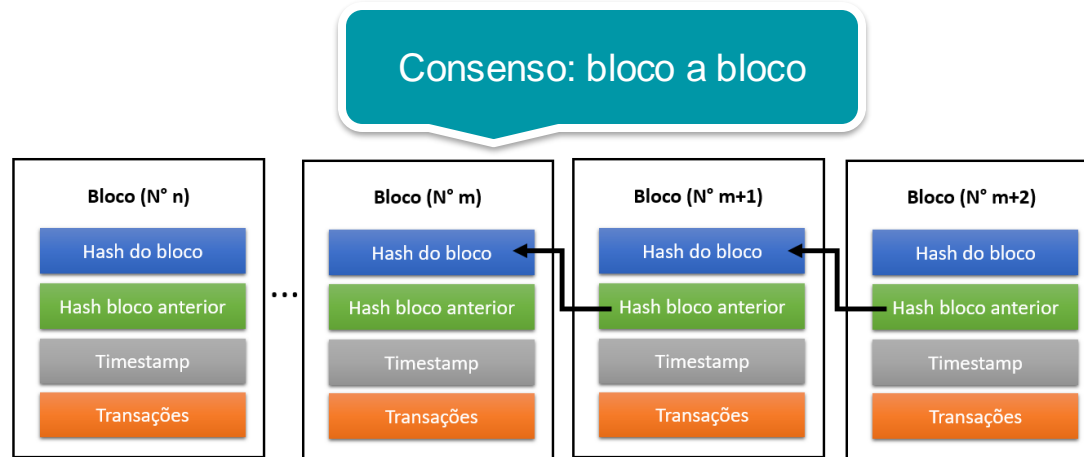 Consenso: bloco a bloco
Bloco (N° n)
Hash do bloco
Hash bloco anterior
Timestamp
Transações
...
Bloco (N° m)
Hash do bloco
Hash bloco anterior
Timestamp
Transações
Bloco (N° m+1)
Hash do bloco
Hash bloco anterior
Timestamp
Transações
Bloco (N° m+2)
Hash do bloco
Hash bloco anterior
Timestamp
Transações